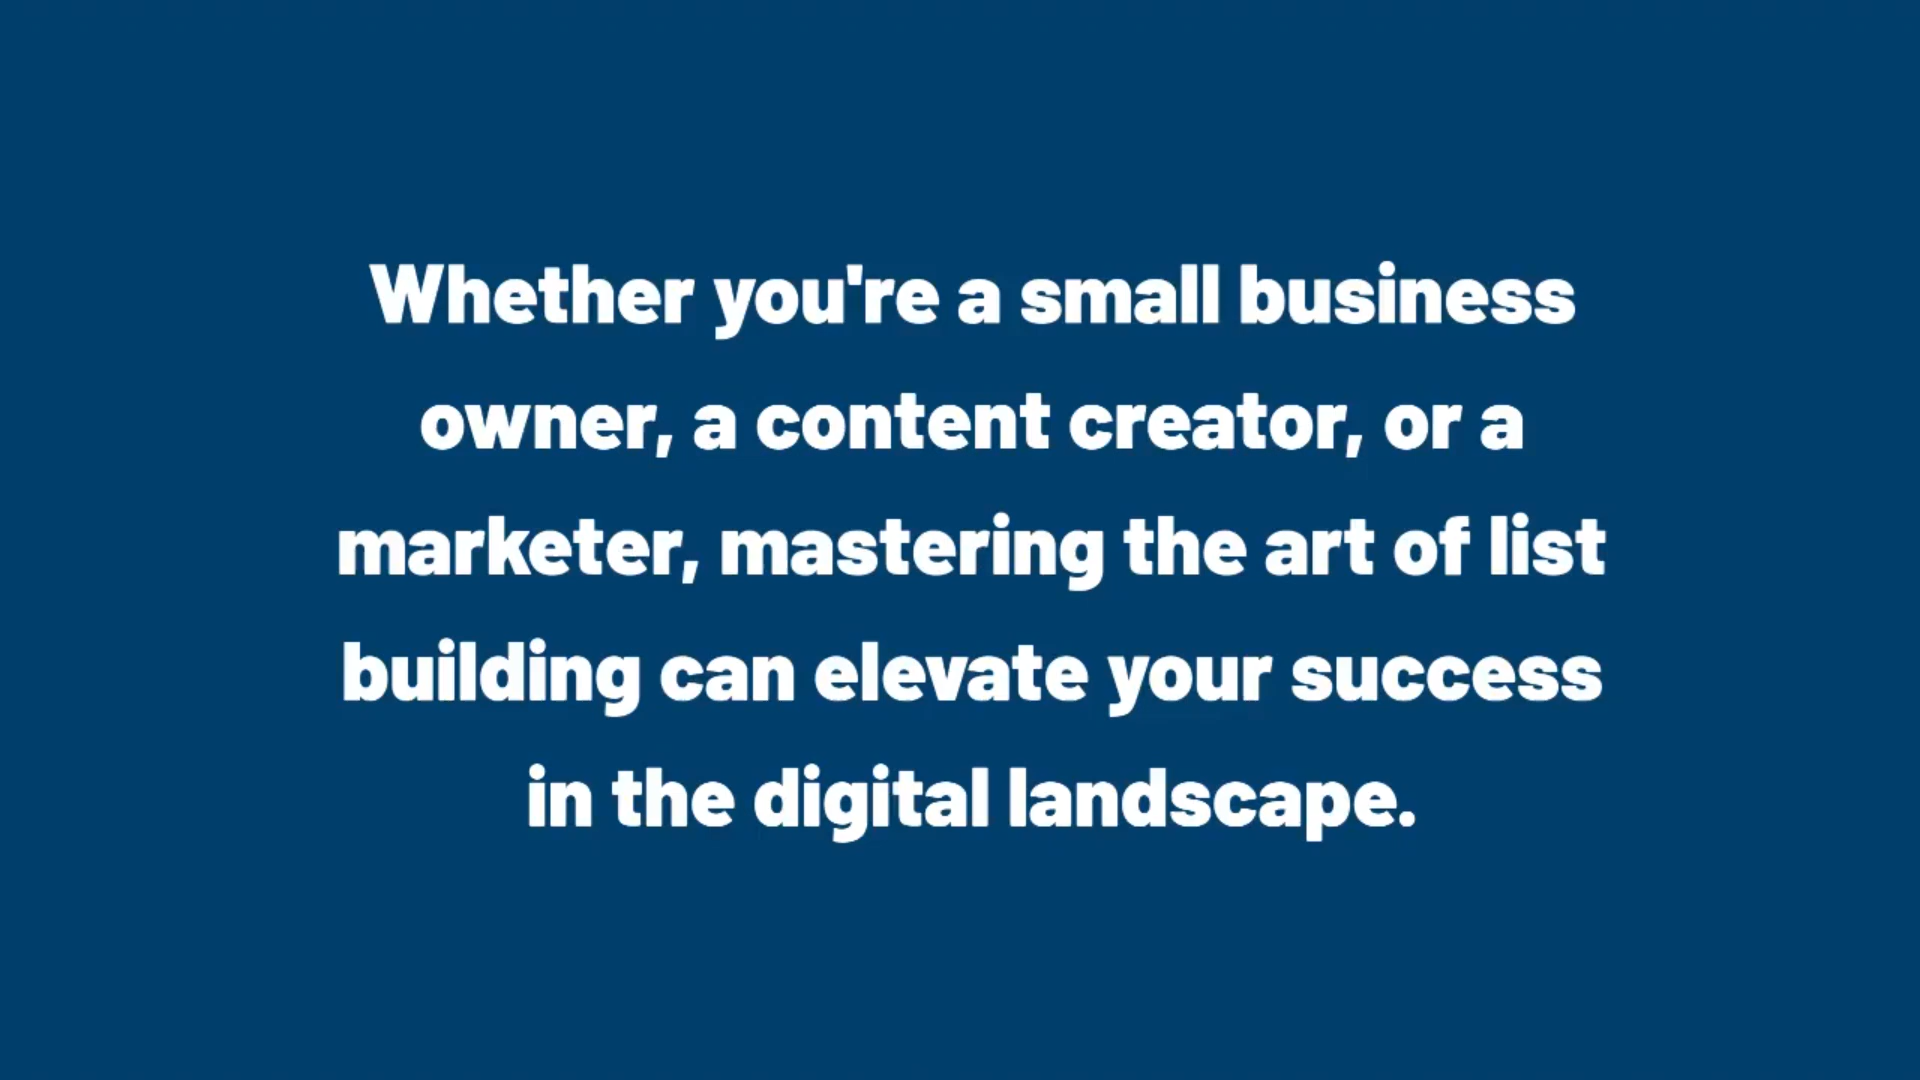 Whether you're a small business
owner, a content creator, or a
marketer, mastering the art of list
building can elevate your success
in the digital landscape.